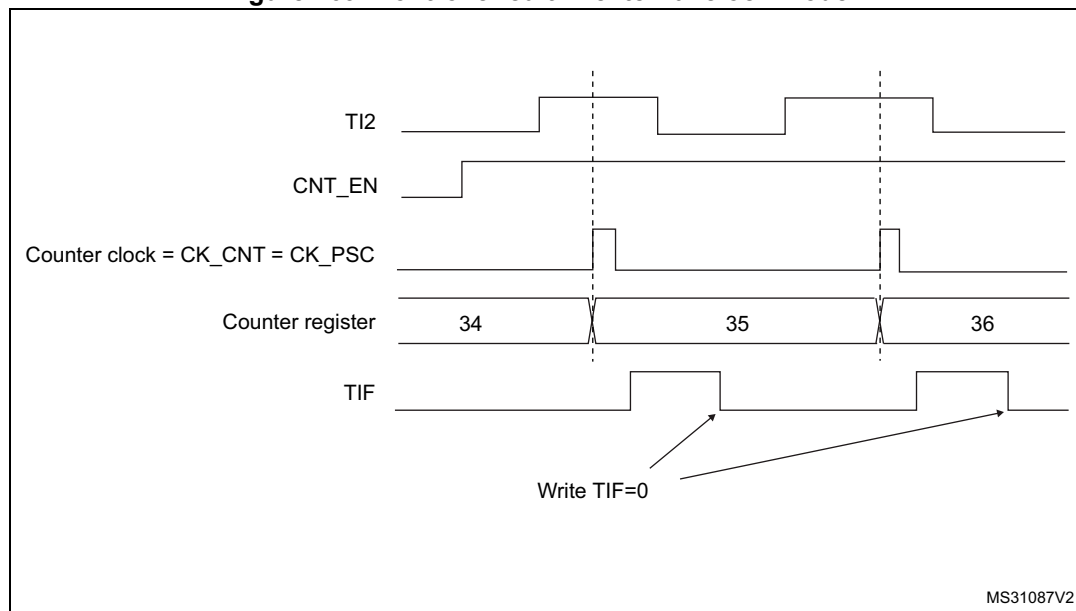 TI2
CNT_EN
Counter clock = CK_CNT = CK_PSC
Counter register
34
35
36
TIF
Write TIF=0
MS31087V2